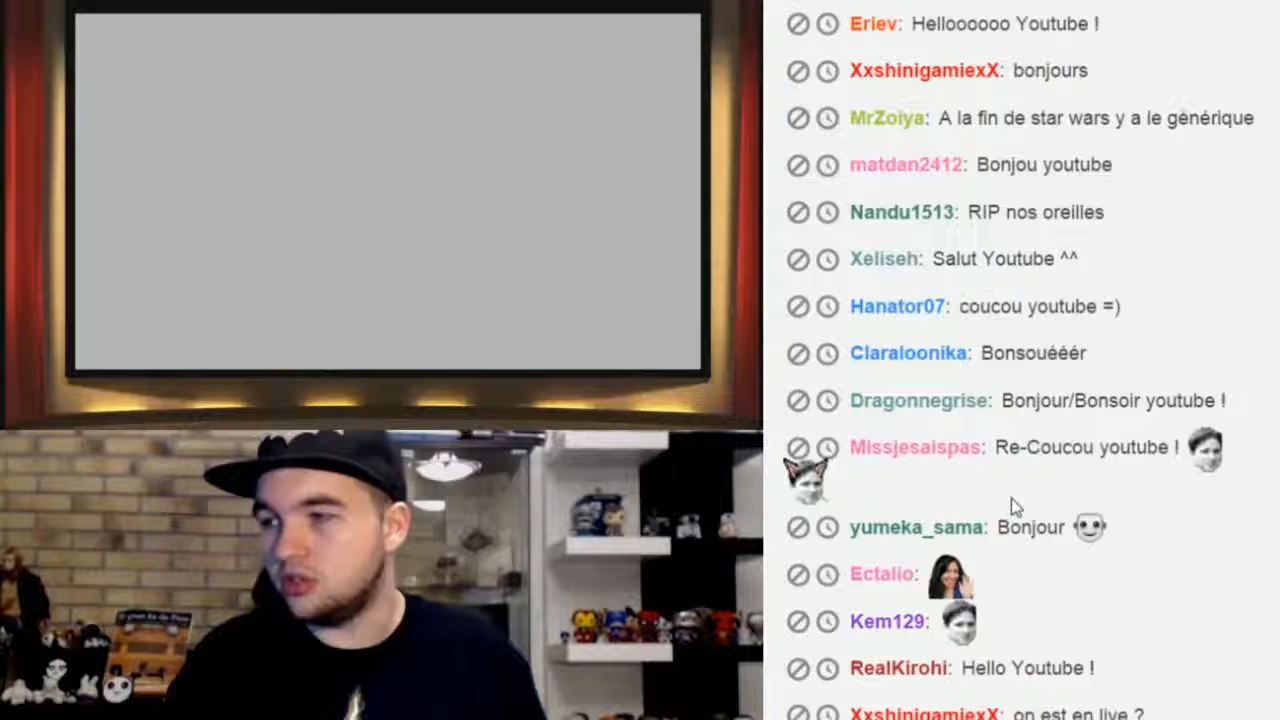 Eriev: Helloooooo Youtube !
XxshinigamiexX: bonjours
MrZoiya: A la fin de star wars y a le générique
matdan2412: Bonjou youtube
Nandu1513: RIP nos oreilles
Xeliseh: Salut Youtube ^^
Hanator07: coucou youtube =)
Claraloonika: Bonsouééér
Dragonnegrise: Bonjour/Bonsoir youtube !
Missjesaispas: Re-Coucou youtube !
yumeka_sama: Bonjour
Ectalio:
Kem129:
RealKirohi: Hello Youtube !
XxshinigamiexX: on est en live ?